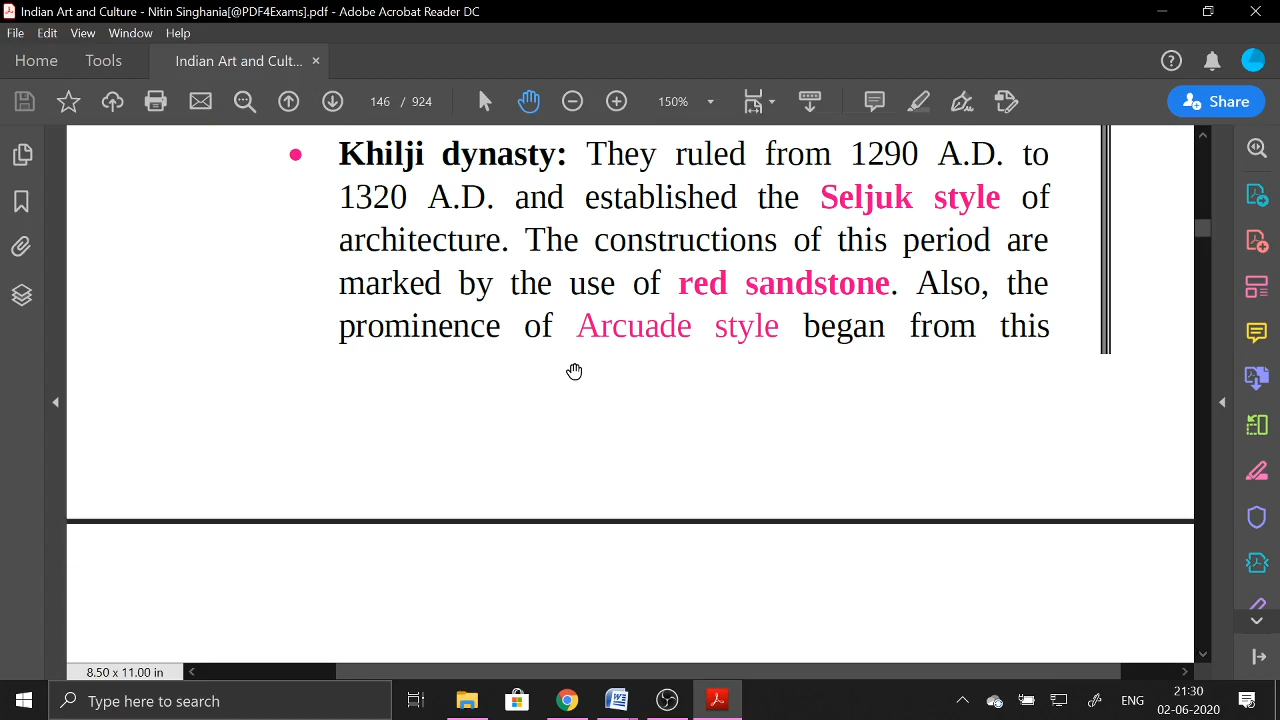 Indian Art and Culture - Nitin Singhania[@PDF4Exams].pdf - Adobe Acrobat Reader DC
File Edit View Window Help
Home Tools Indian Art and Cult... ×
146 / 924 150% Share
• Khilji dynasty: They ruled from 1290 A.D. to
1320 A.D. and established the Seljuk style of
architecture. The constructions of this period are
marked by the use of red sandstone. Also, the
prominence of Arcuade style began from this
8.50 x 11.00 in
Type here to search
ENG
21:30
02-06-2020